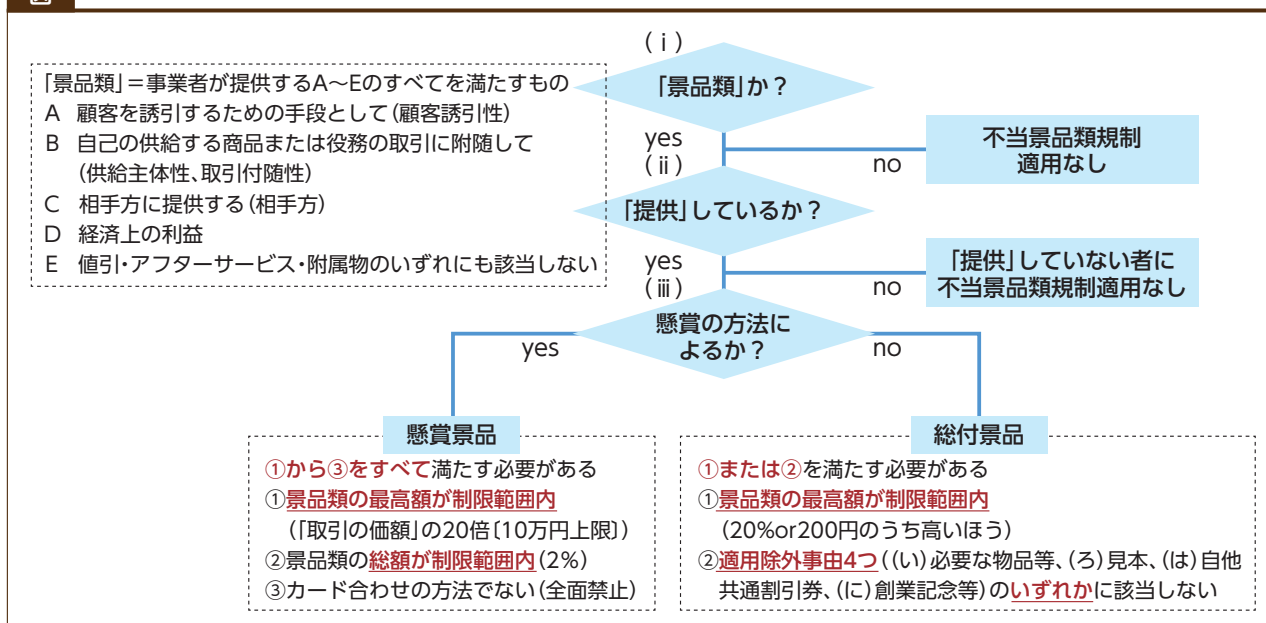 「景品類」＝事業者が提供するA～Eのすべてを満たすもの
A 顧客を誘引するための手段として(顧客誘引性)
B 自己の供給する商品または役務の取引に附随して
(供給主体性、取引付随性)
C 相手方に提供する(相手方)
D 経済上の利益
E 値引・アフターサービス・附属物のいずれにも該当しない
(ⅰ)
「景品類」か？
yes
no
不当景品類規制
適用なし
(ⅱ)
「提供」しているか？
yes
no
「提供」していない者に
不当景品類規制適用なし
(ⅲ)
懸賞の方法に
よるか？
yes
no
懸賞景品
①から③をすべて満たす必要がある
①景品類の最高額が制限範囲内
(「取引の価額」の20倍〔10万円上限〕)
②景品類の総額が制限範囲内(2%)
③カード合わせの方法でない(全面禁止)
総付景品
①または②を満たす必要がある
①景品類の最高額が制限範囲内
(20%or200円のうち高いほう)
②適用除外事由4つ((い)必要な物品等、(ろ)見本、(は)自他
共通割引券、(に)創業記念等)のいずれかに該当しない